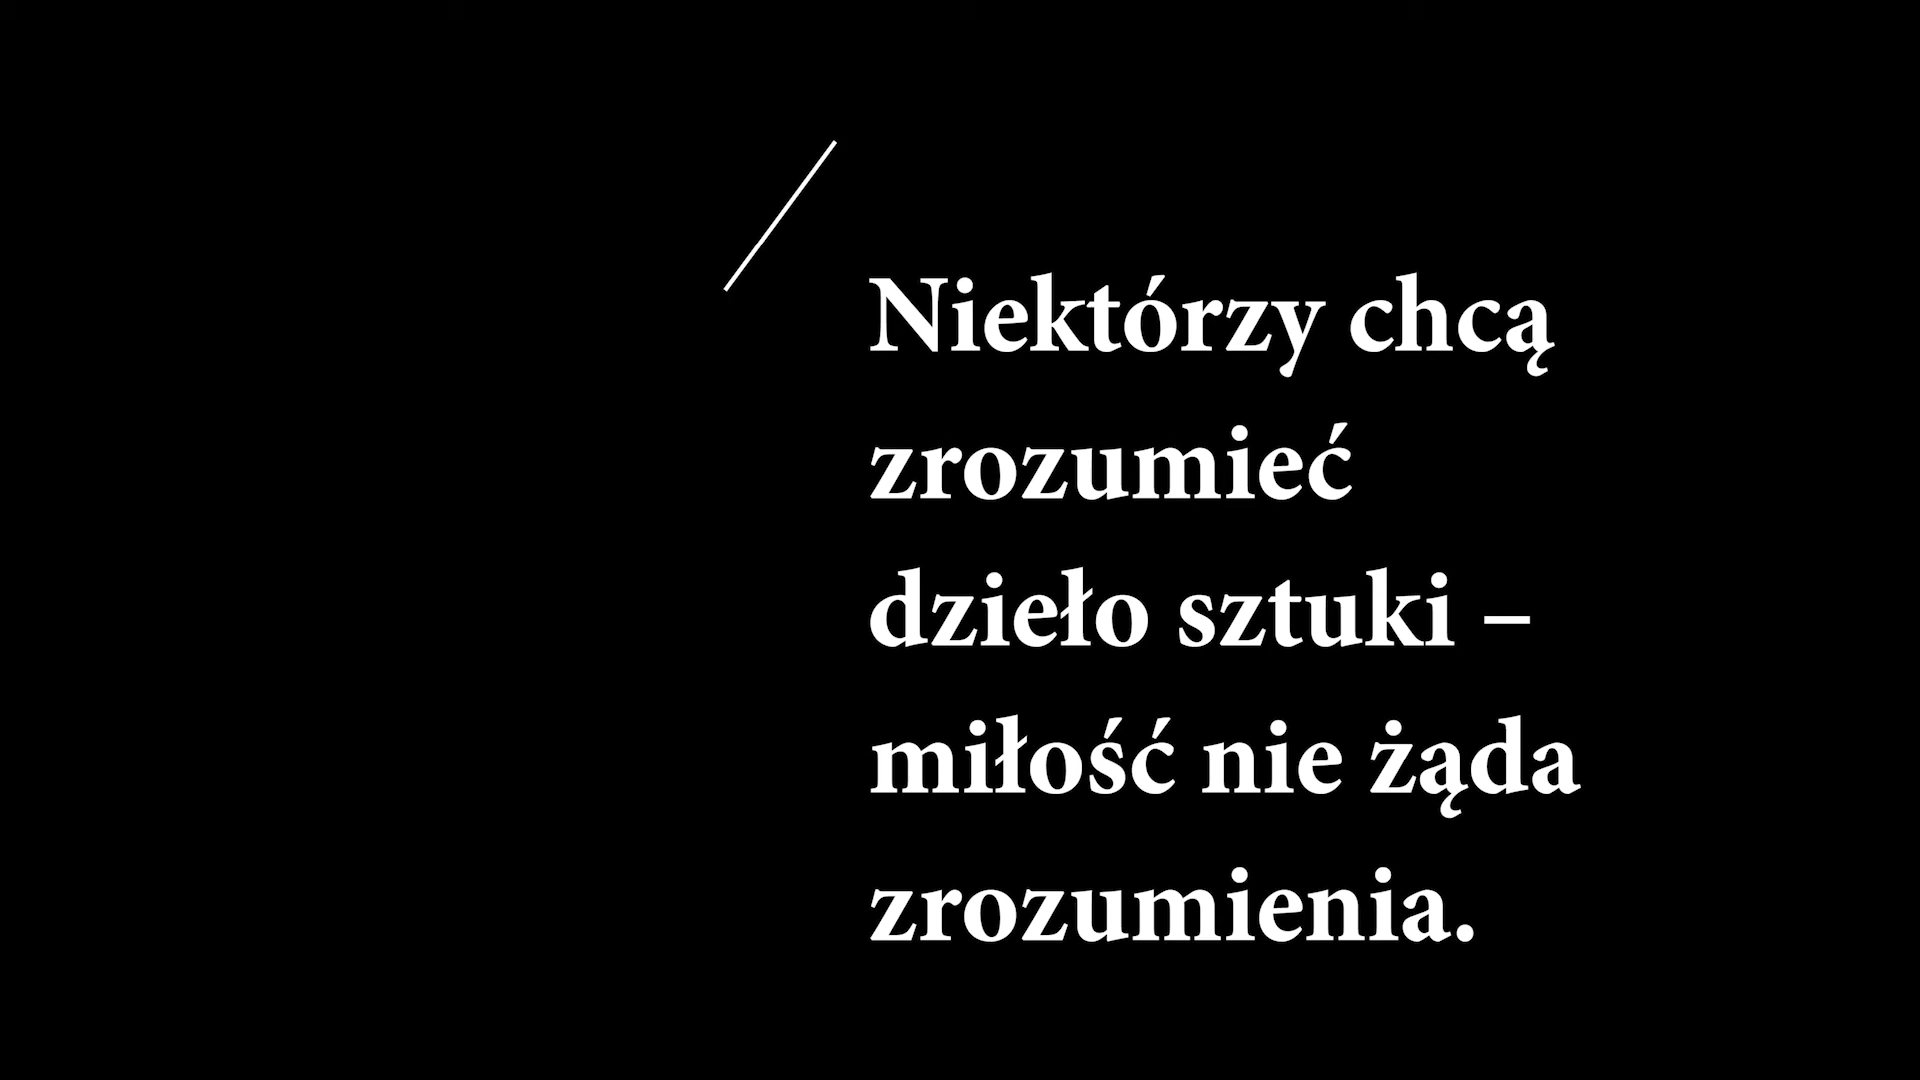 Niektórzy chcą
zrozumieć
dzieło sztuki –
miłość nie żąda
zrozumienia.